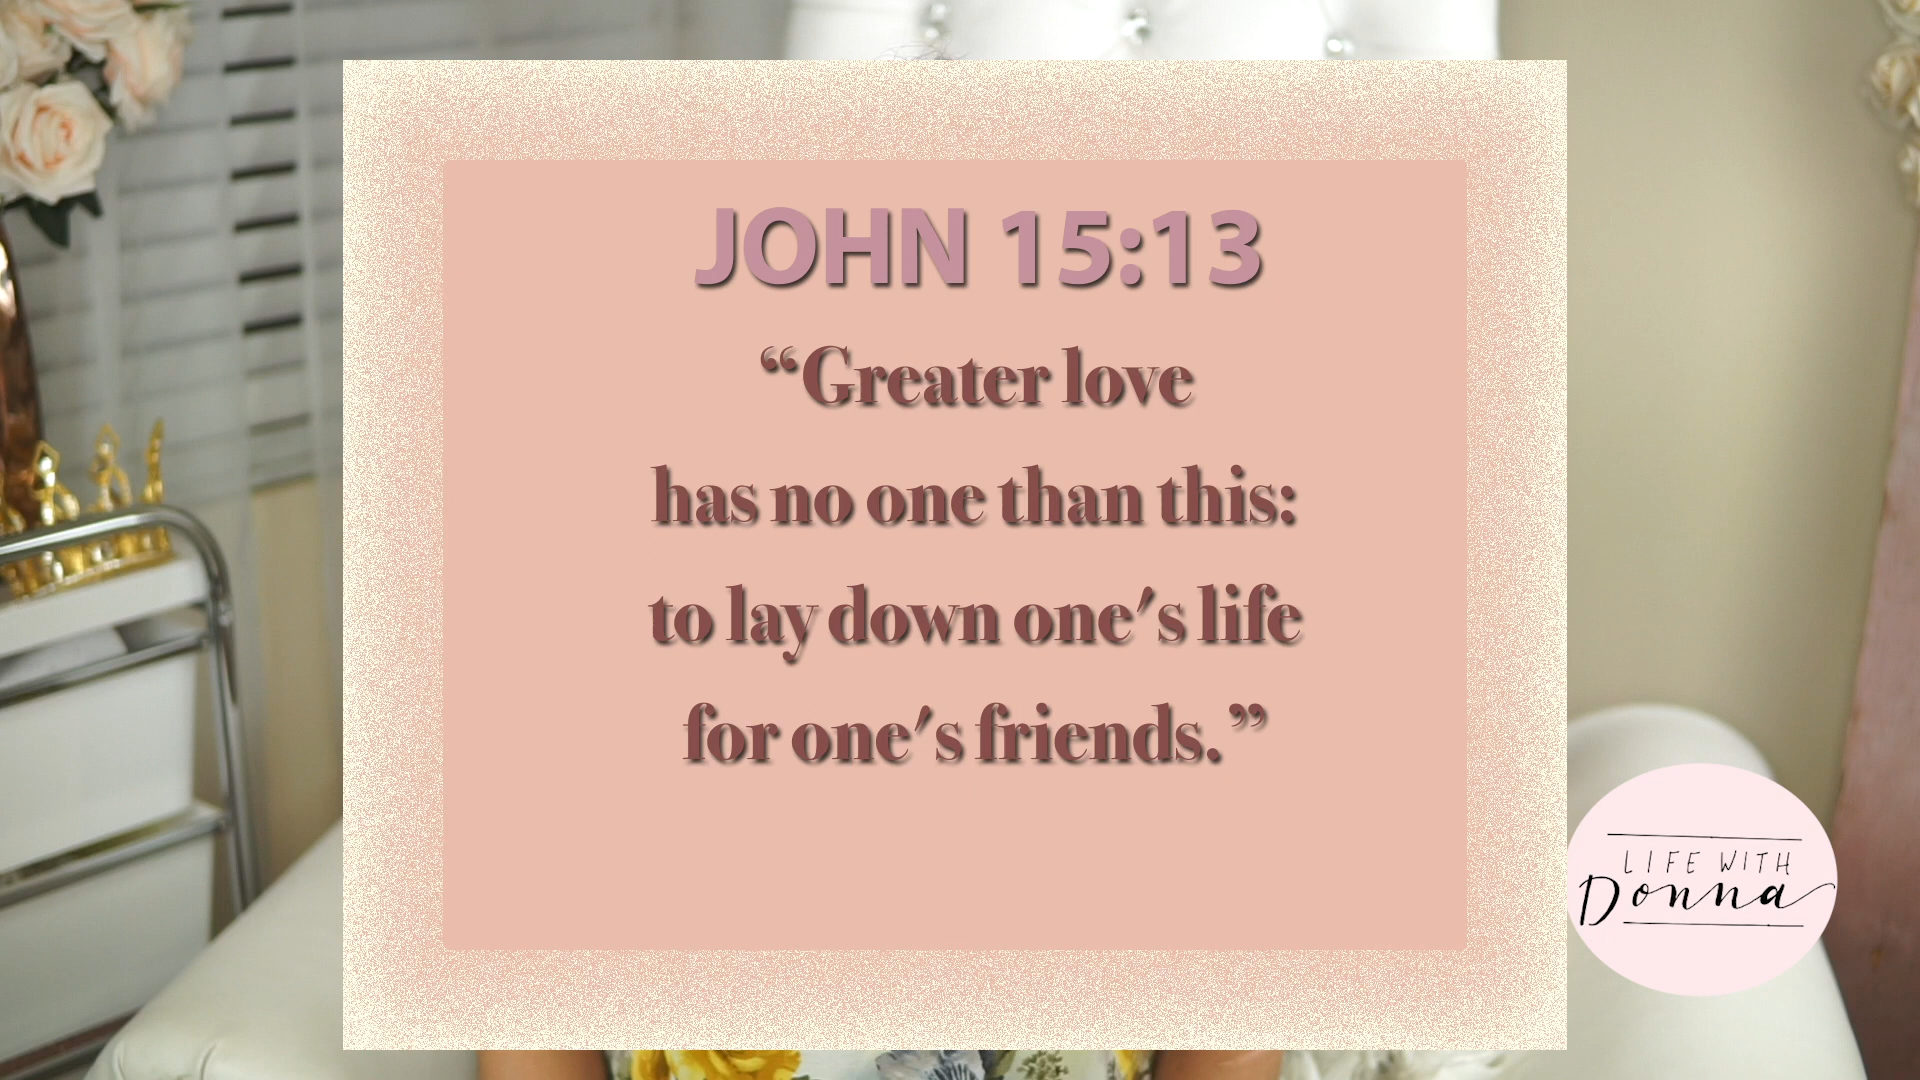 JOHN 15:13
“Greater love
has no one than this:
to lay down one's life
for one's friends.”
LIFE WITH
Donna